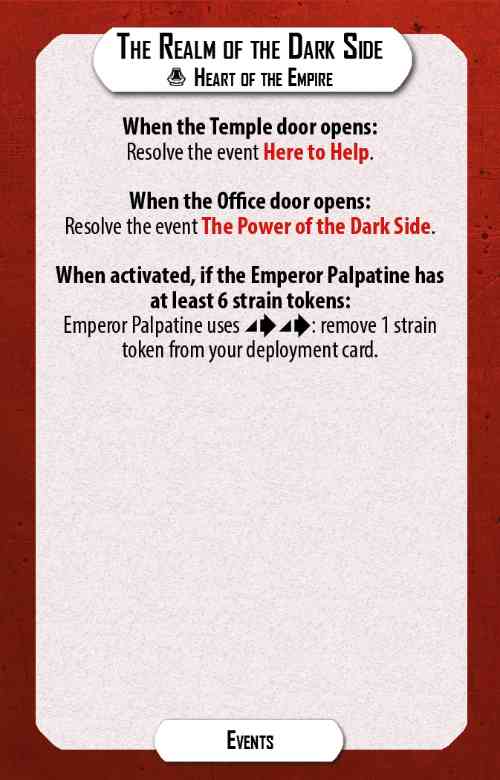 The Realm of the Dark Side
Heart of the Empire
When the Temple door opens:
Resolve the event Here to Help.
When the Office door opens:
Resolve the event The Power of the Dark Side.
When activated, if the Emperor Palpatine has
at least 6 strain tokens:
Emperor Palpatine uses : remove 1 strain
token from your deployment card.
Events